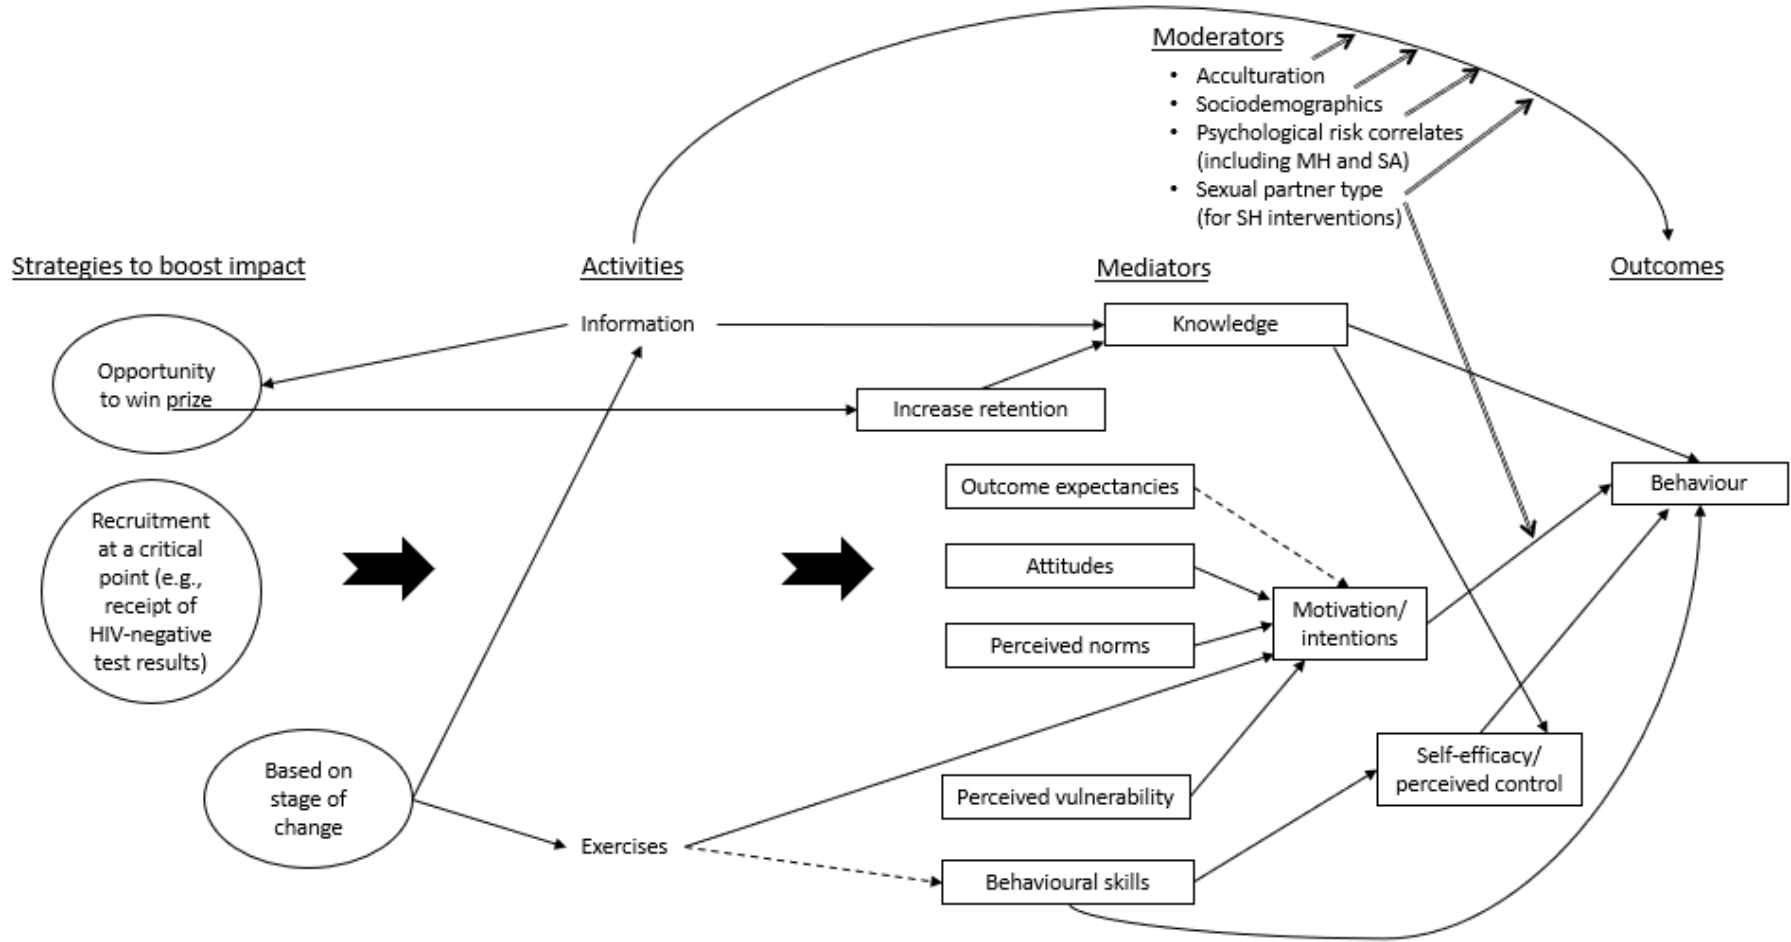 Moderators
• Acculturation
• Sociodemographics
• Psychological risk correlates
(including MH and SA)
• Sexual partner type
(for SH interventions)
Strategies to boost impact
Activities
Mediators
Outcomes
Opportunity
to win prize
Information
Knowledge
Increase retention
Recruitment
at a critical
point (e.g.,
receipt of
HIV-negative
test results)
Outcome expectancies
Attitudes
Perceived norms
Motivation/
intentions
Behaviour
Based on
stage of
change
Exercises
Perceived vulnerability
Behavioural skills
Self-efficacy/
perceived control